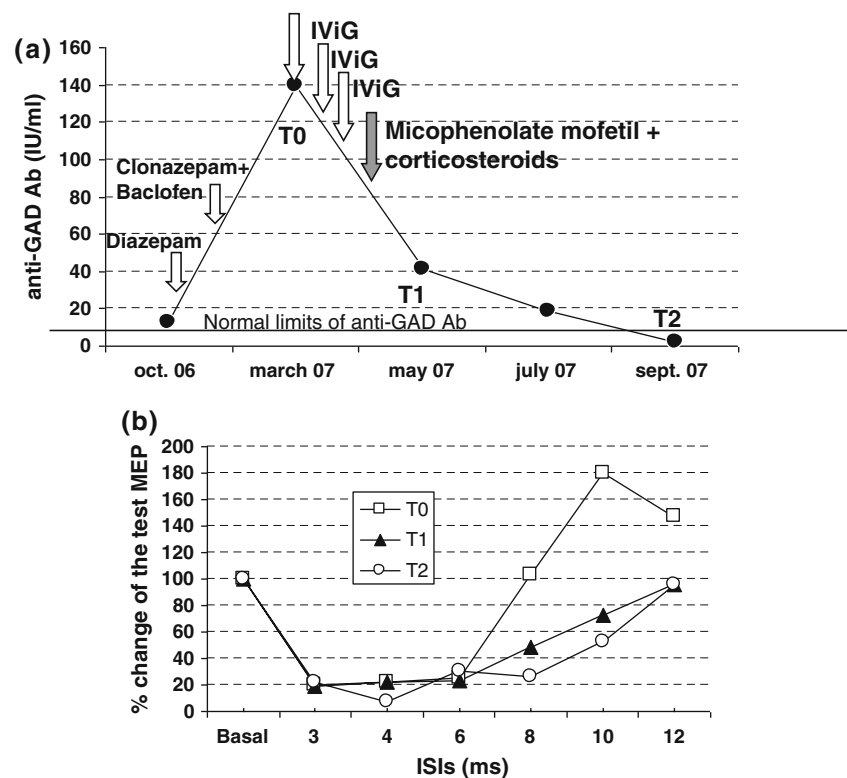 (a)
anti-GAD Ab (IU/ml)
160
140
120
100
80
60
40
20
0
IViG
IViG
IViG
T0
Micophenolate mofetil +
corticosteroids
Clonazepam+
Baclofen
Diazepam
T1
T2
Normal limits of anti-GAD Ab
oct. 06 march 07 may 07 july 07 sept. 07
(b)
% change of the test MEP
200
180
160
140
120
100
80
60
40
20
0
T0
T1
T2
Basal 3 4 6 8 10 12
ISIs (ms)